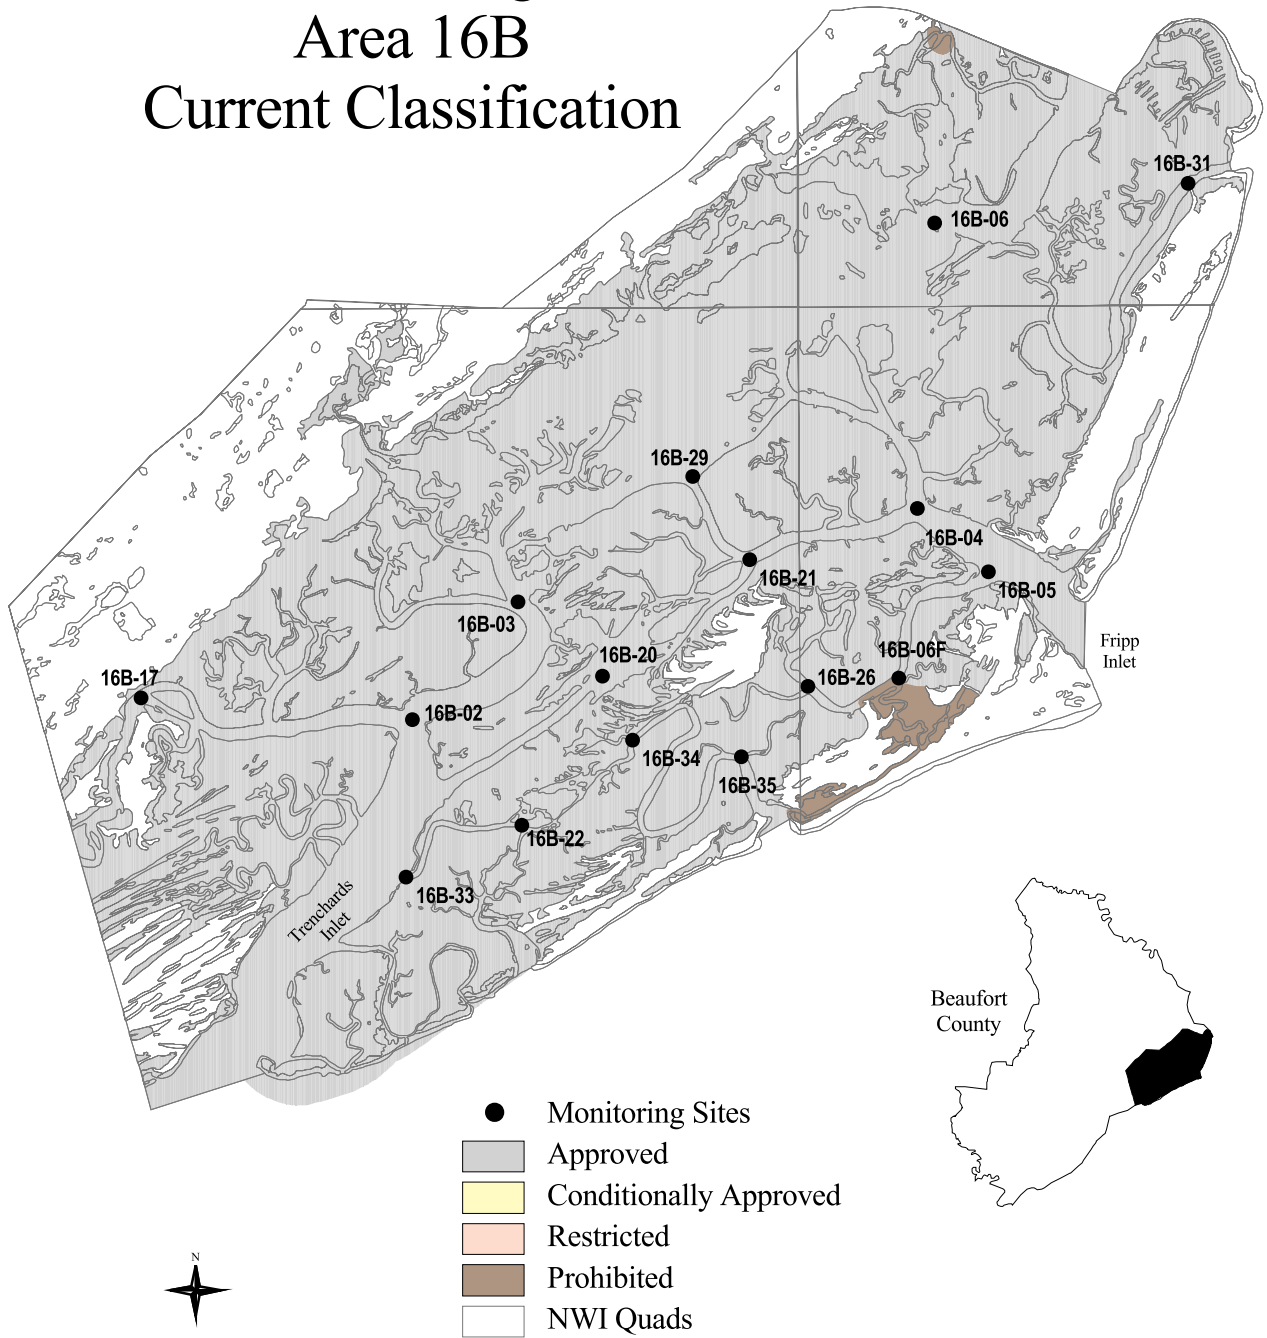 Area 16B
Current Classification
16B-31
16B-06
16B-29
16B-04
16B-21
16B-05
16B-03
Fripp
Inlet
16B-06F
16B-20
16B-17
16B-26
16B-02
16B-34
16B-35
16B-22
16B-33
Trenchards
Inlet
Beaufort
County
Monitoring Sites
Approved
Conditionally Approved
Restricted
Prohibited
NWI Quads
N